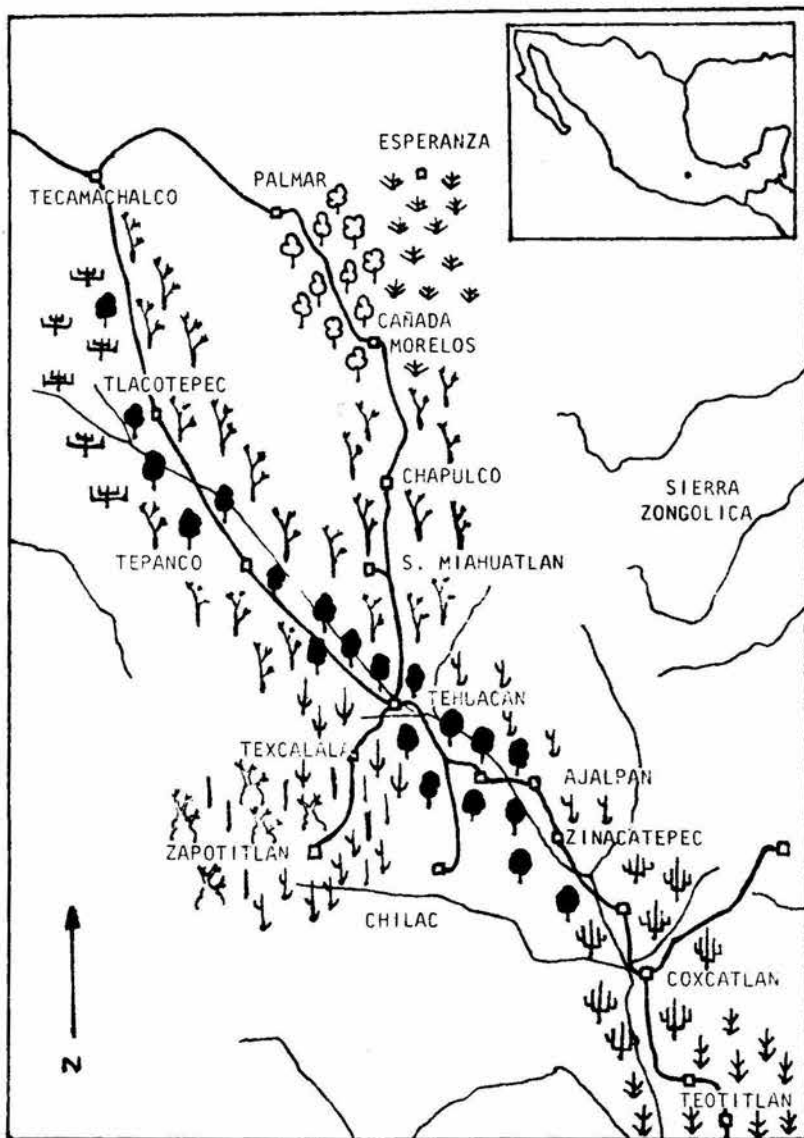 ESPERANZA
PALMAR
TECAMACHALCO
CAÑADA
MORELOS
TLACOTEPEC
CHAPULCO
SIERRA
ZONGOLICA
TEPANCO
S. MIAHUATLAN
TEHUACAN
TEXCALALA
AJALPAN
ZINACATEPEC
ZAPOTITLAN
CHILAC
COXCATLAN
N
TEOTITLAN